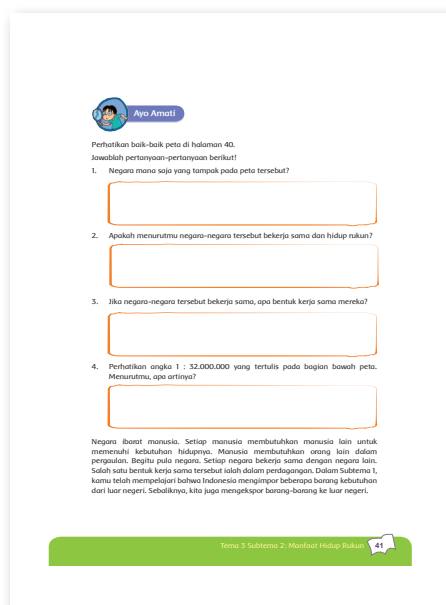 Ayo Amati
Perhatikan baik-baik peta di halaman 40.
Jawablah pertanyaan-pertanyaan berikut!
1. Negara mana saja yang tampak pada peta tersebut?
2. Apakah menurutmu negara-negara tersebut bekerja sama dan hidup rukun?
3. Jika negara-negara tersebut bekerja sama, apa bentuk kerja sama mereka?
4. Perhatikan angka 1 : 32.000.000 yang tertulis pada bagian bawah peta.
Menurutmu, apa artinya?
Negara ibarat manusia. Setiap manusia membutuhkan manusia lain untuk
memenuhi kebutuhan hidupnya. Manusia membutuhkan orang lain dalam
pergaulan. Begitu pula negara. Setiap negara bekerja sama dengan negara lain.
Salah satu bentuk kerja sama tersebut ialah dalam perdagangan. Dalam Subtema 1,
kamu telah mempelajari bahwa Indonesia mengimpor beberapa barang kebutuhan
dari luar negeri. Sebaliknya, kita juga mengekspor barang-barang ke luar negeri.
Tema 3 Subtema 2: Manfaat Hidup Rukun 41